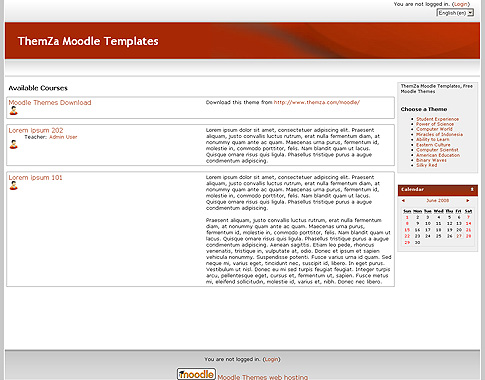 You are not logged in. (Login)
English (en)
ThemZa Moodle Templates
Available Courses
Moodle Themes Download
Download this theme from http://www.themza.com/moodle/
Lorem Ipsum 202
Teacher: Admin User
Lorem ipsum dolor sit amet, consectetuer adipiscing elit. Praesent
aliquam, justo convallis luctus rutrum, erat nulla fermentum diam, at
nonummy quam ante ac quam. Maecenas urna purus, fermentum id,
molestie in, commodo porttitor, felis. Nam blandit quam ut lacus.
Quisque ornare risus quis ligula. Phasellus tristique purus a augue
condimentum adipiscing.
Lorem Ipsum 101
Lorem ipsum dolor sit amet, consectetuer adipiscing elit. Praesent
aliquam, justo convallis luctus rutrum, erat nulla fermentum diam,
at nonummy quam ante ac quam. Maecenas urna purus,
fermentum id, molestie in, commodo porttitor, felis. Nam blandit
quam ut lacus. Quisque ornare risus quis ligula. Phasellus tristique
purus a augue condimentum adipiscing.
Praesent aliquam, justo convallis luctus rutrum, erat nulla fermentum
diam, at nonummy quam ante ac quam. Maecenas urna purus,
fermentum id, molestie in, commodo porttitor, felis. Nam blandit quam ut
lacus. Quisque ornare risus quis ligula. Phasellus tristique purus a augue
condimentum adipiscing. Aenean sagittis. Etiam leo pede, rhoncus
venenatis, tristique in, vulputate at, odio. Donec et ipsum et sapien
vehicula nonummy. Suspendisse potenti. Fusce varius urna id quam. Sed
neque mi, varius eget, tincidunt nec, suscipit id, libero. In eget purus.
Vestibulum ut nisl. Donec eu mi sed turpis feugiat feugiat. Integer turpis
arcu, pellentesque eget, cursus et, fermentum ut, sapien. Fusce metus
mi, eleifend sollicitudin, molestie id, varius et, nibh. Donec nec libero.
ThemZa Moodle Templates, Free
Moodle Themes
Choose a Theme
Student Experience
Power of Science
Computer World
Miracles of Indonesia
Ability to Learn
Eastern Culture
Computer Scientist
American Education
Binary Waves
Silky Red
Calendar
◄ June 2008 ►
Sun Mon Tue Wed Thu Fri Sat
1 2 3 4 5 6 7
8 9 10 11 12 13 14
15 16 17 18 19 20 21
22 23 24 25 26 27 28
29 30
You are not logged in. (Login)
moodle Moodle Themes web hosting